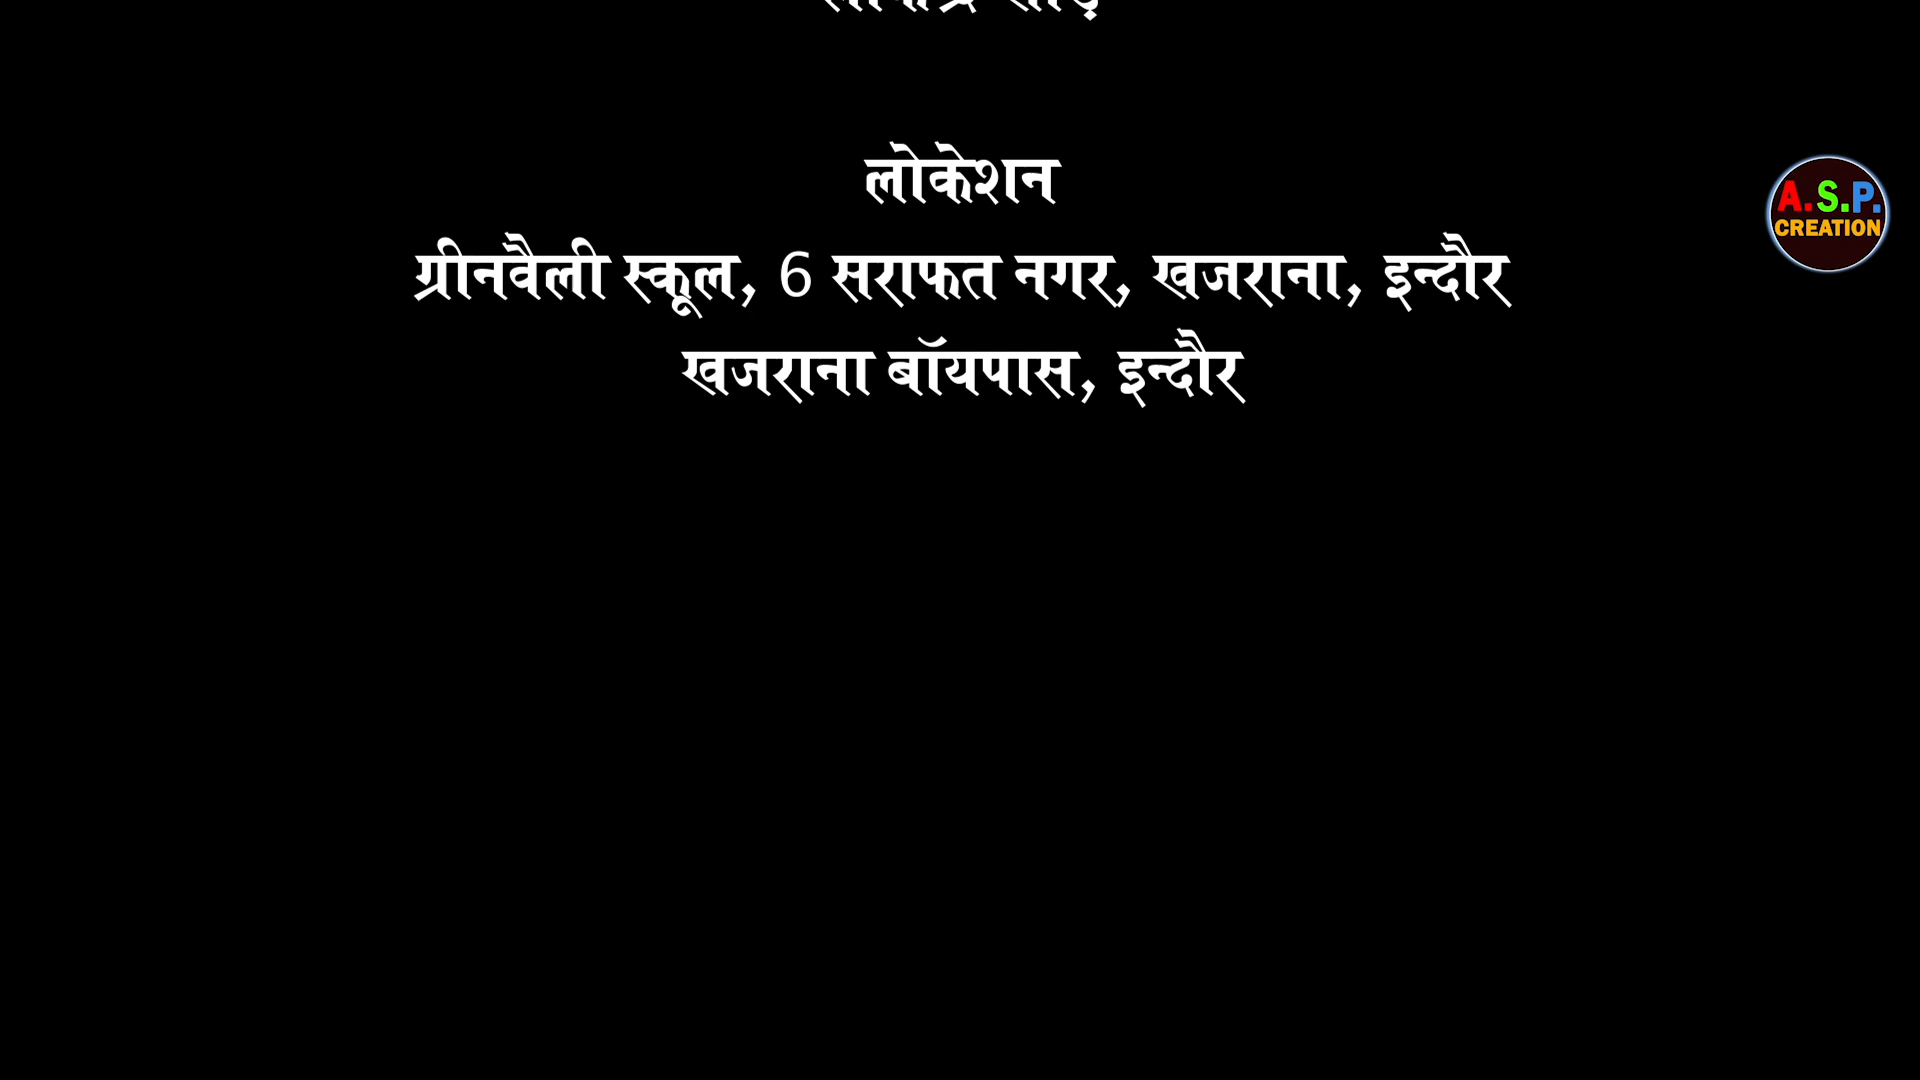 लोकेशन
ग्रीनवैली स्कूल, 6 सराफत नगर, खजराना, इन्दौर
खजराना बॉयपास, इन्दौर
A.S.P.
CREATION